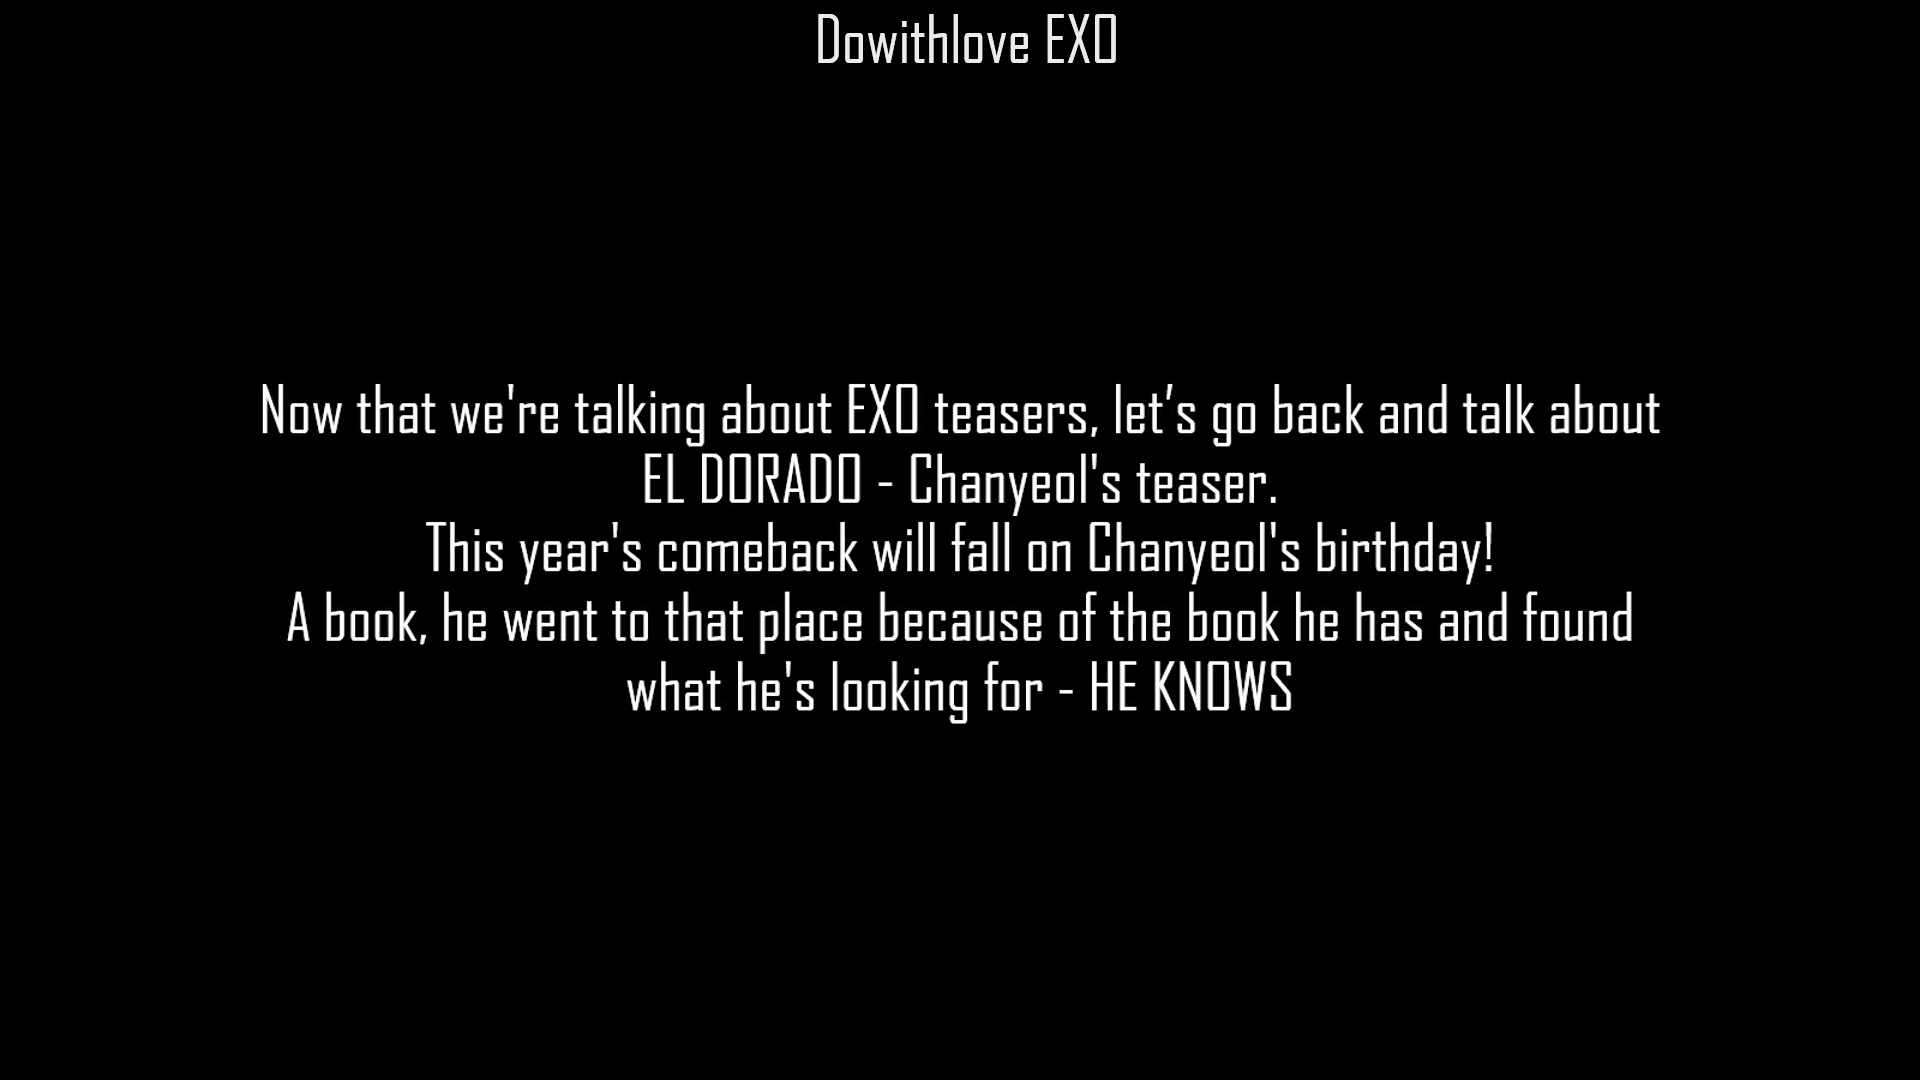 Dowithlove EXO
Now that we're talking about EXO teasers, let’s go back and talk about
EL DORADO - Chanyeol's teaser.
This year's comeback will fall on Chanyeol's birthday!
A book, he went to that place because of the book he has and found
what he's looking for - HE KNOWS